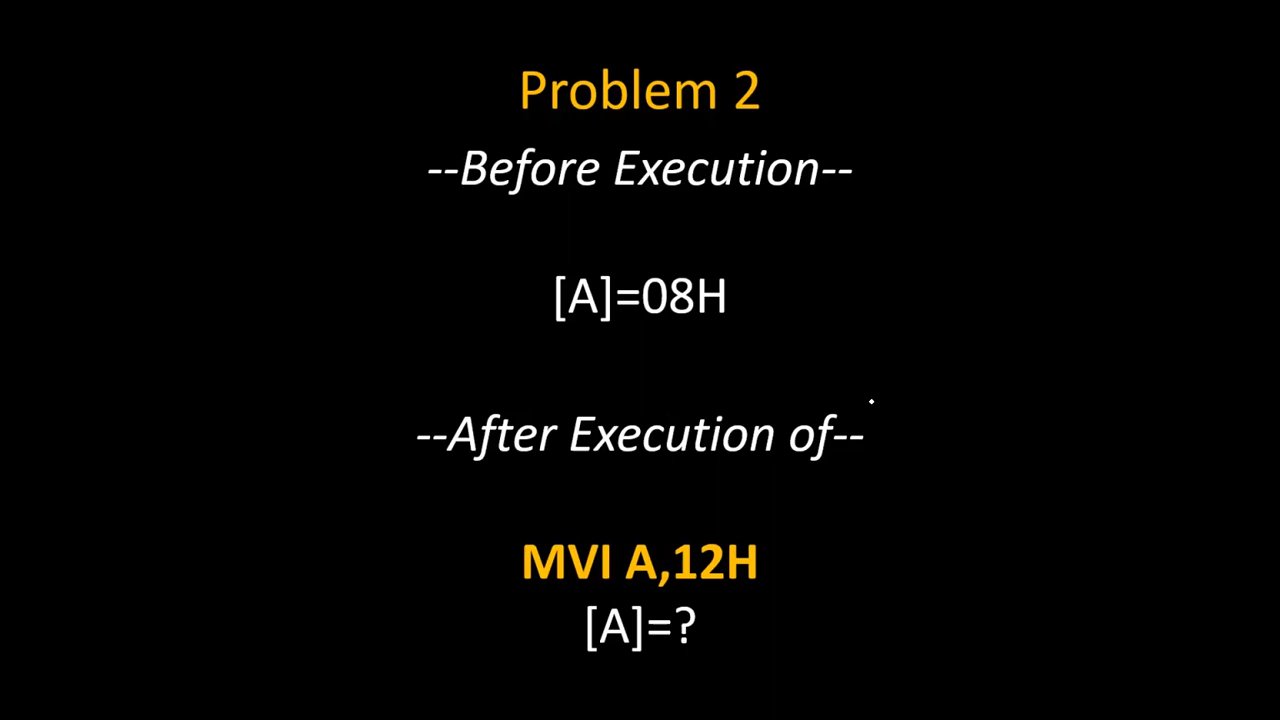 Problem 2
--Before Execution--
[A]=08H
--After Execution of--
MVI A,12H
[A]=?